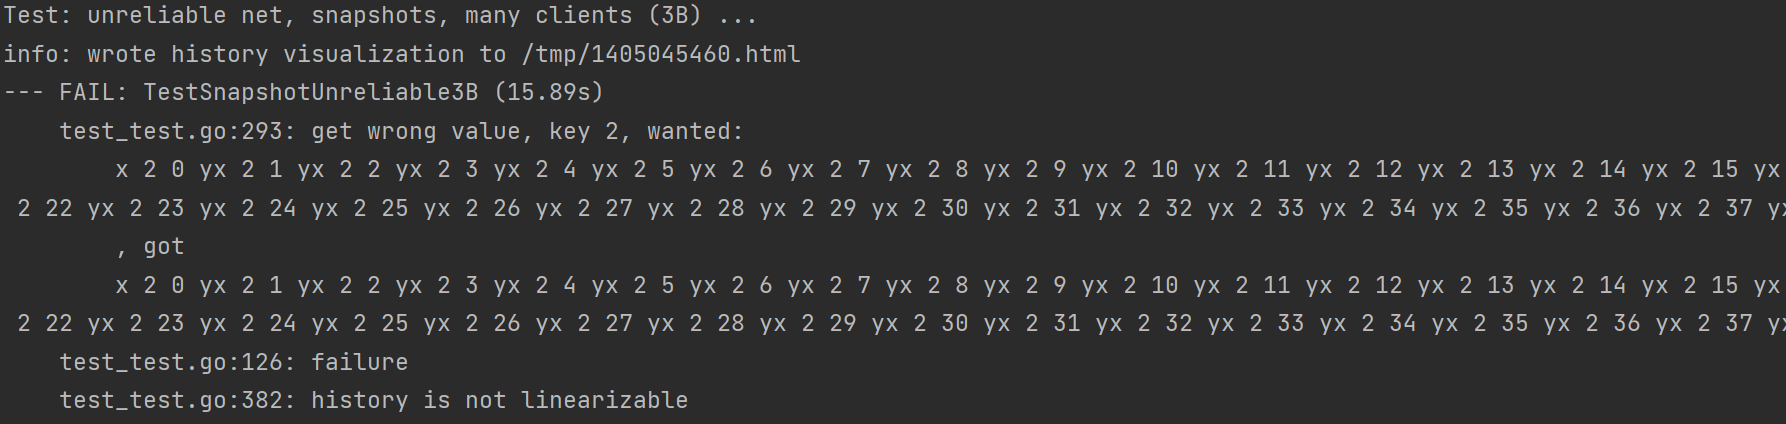 Test: unreliable net, snapshots, many clients (3B) ...
info: wrote history visualization to /tmp/1405045460.html
--- FAIL: TestSnapshotUnreliable3B (15.89s)
    test_test.go:293: get wrong value, key 2, wanted:
        x 2 0 yx 2 1 yx 2 2 yx 2 3 yx 2 4 yx 2 5 yx 2 6 yx 2 7 yx 2 8 yx 2 9 yx 2 10 yx 2 11 yx 2 12 yx 2 13 yx 2 14 yx 2 15 yx
 2 22 yx 2 23 yx 2 24 yx 2 25 yx 2 26 yx 2 27 yx 2 28 yx 2 29 yx 2 30 yx 2 31 yx 2 32 yx 2 33 yx 2 34 yx 2 35 yx 2 36 yx 2 37 yx
        , got
        x 2 0 yx 2 1 yx 2 2 yx 2 3 yx 2 4 yx 2 5 yx 2 6 yx 2 7 yx 2 8 yx 2 9 yx 2 10 yx 2 11 yx 2 12 yx 2 13 yx 2 14 yx 2 15 yx
 2 22 yx 2 23 yx 2 24 yx 2 25 yx 2 26 yx 2 27 yx 2 28 yx 2 29 yx 2 30 yx 2 31 yx 2 32 yx 2 33 yx 2 34 yx 2 35 yx 2 36 yx 2 37 yx
    test_test.go:126: failure
    test_test.go:382: history is not linearizable